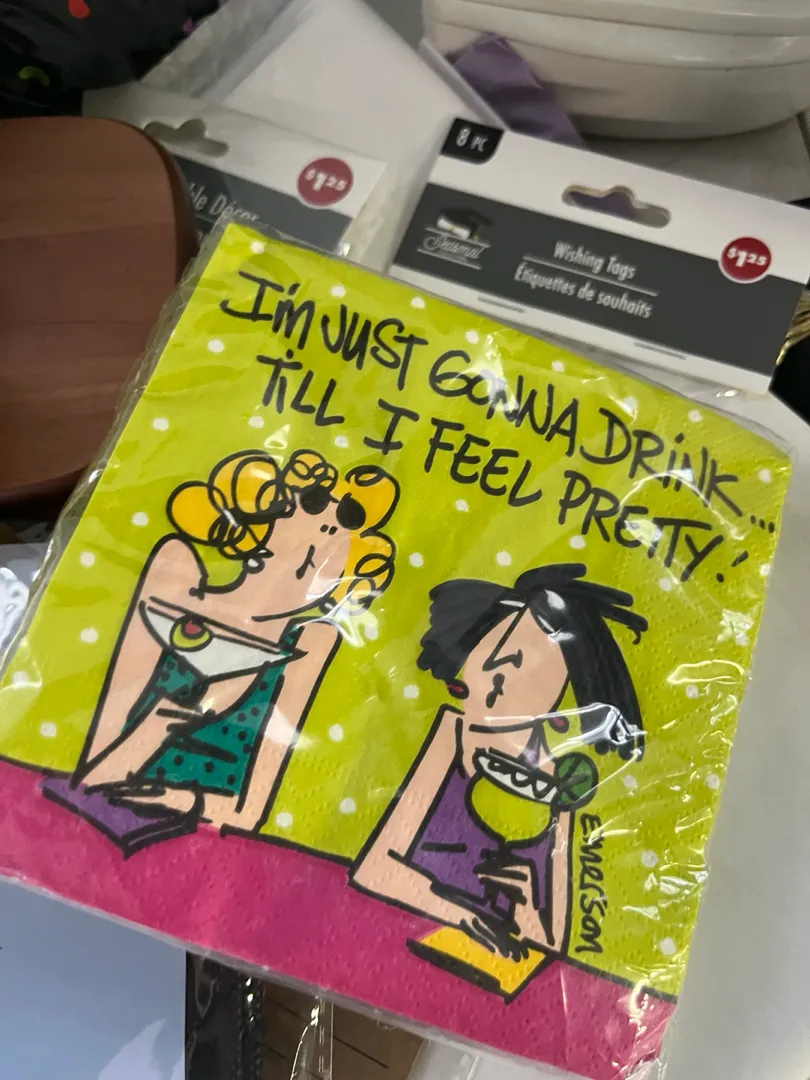 8 PC
$1.25
Wishing Tags
Étiquettes de souhaits
$1.25
I'M JUST GONNA DRINK...
TILL I FEEL PRETTY!
Emerson